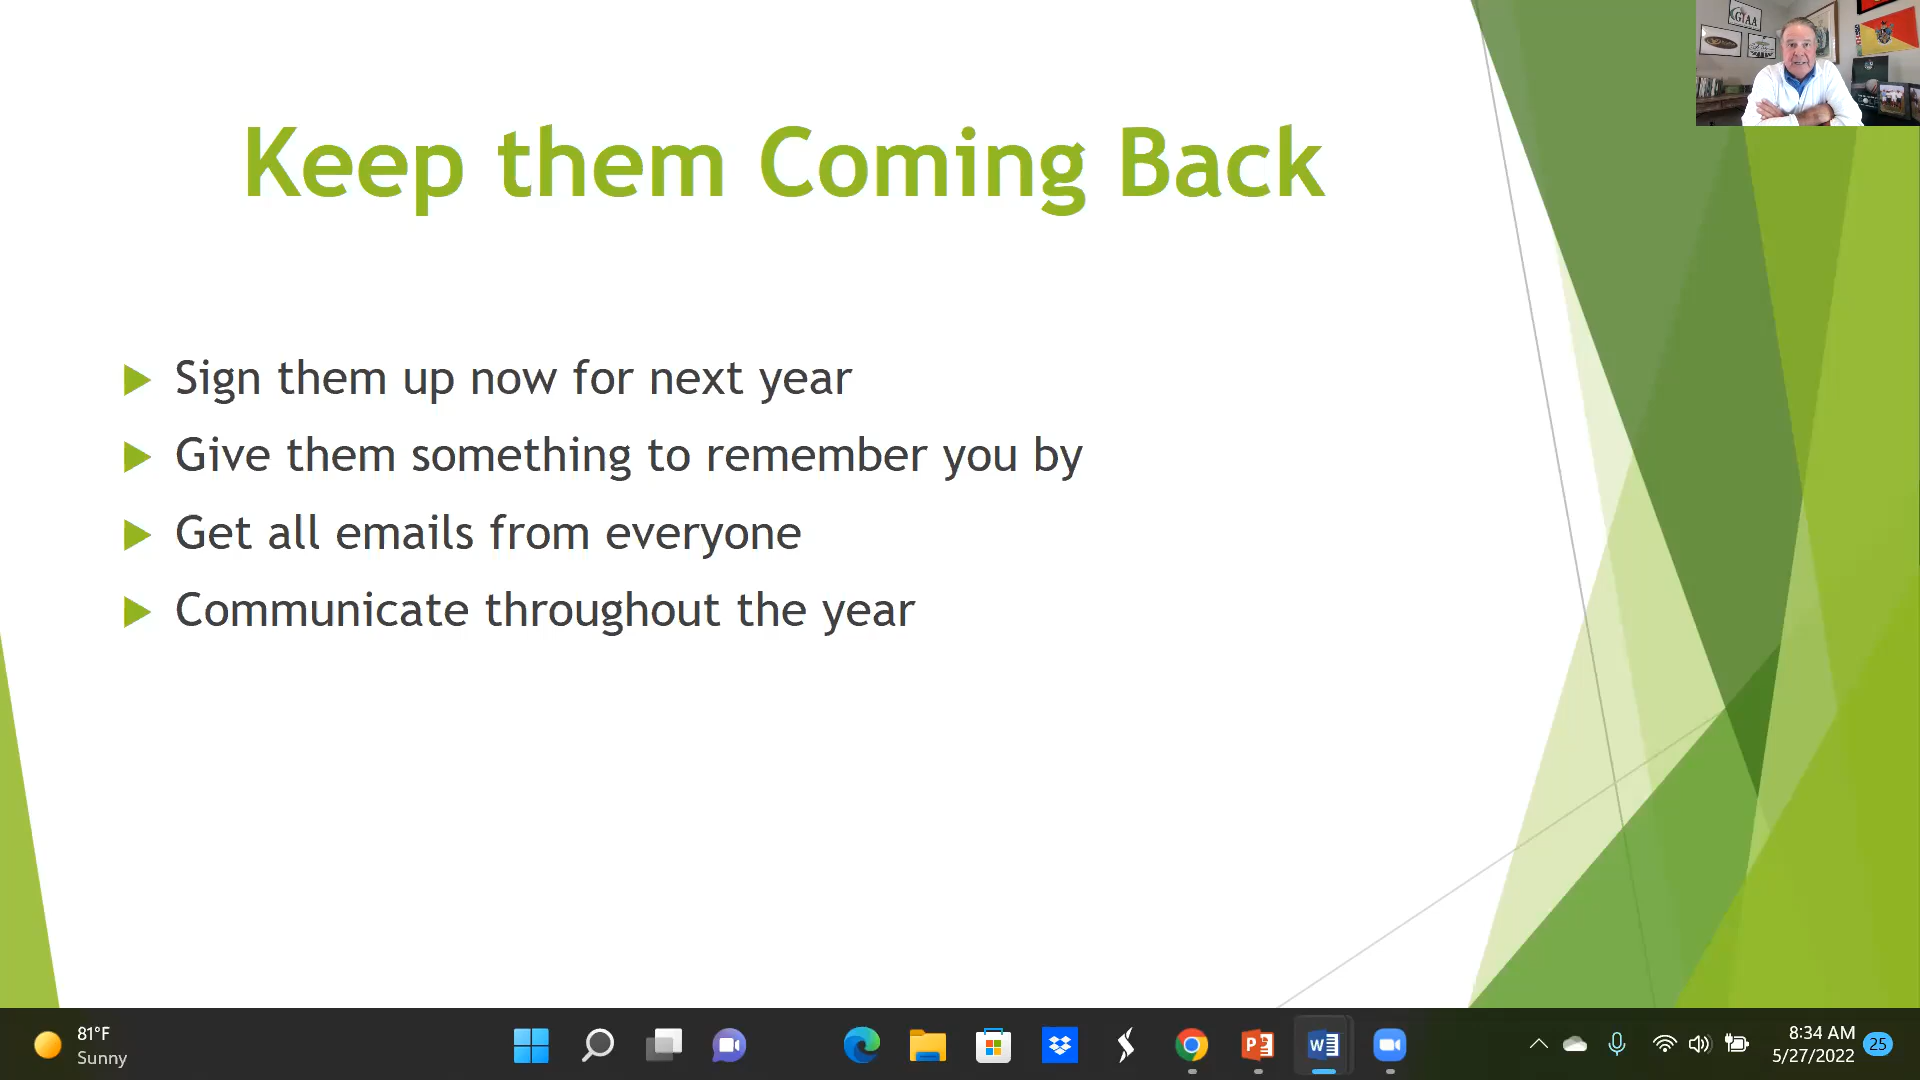 Keep them Coming Back
Sign them up now for next year
Give them something to remember you by
Get all emails from everyone
Communicate throughout the year
81°F
Sunny
8:34 AM
5/27/2022
25